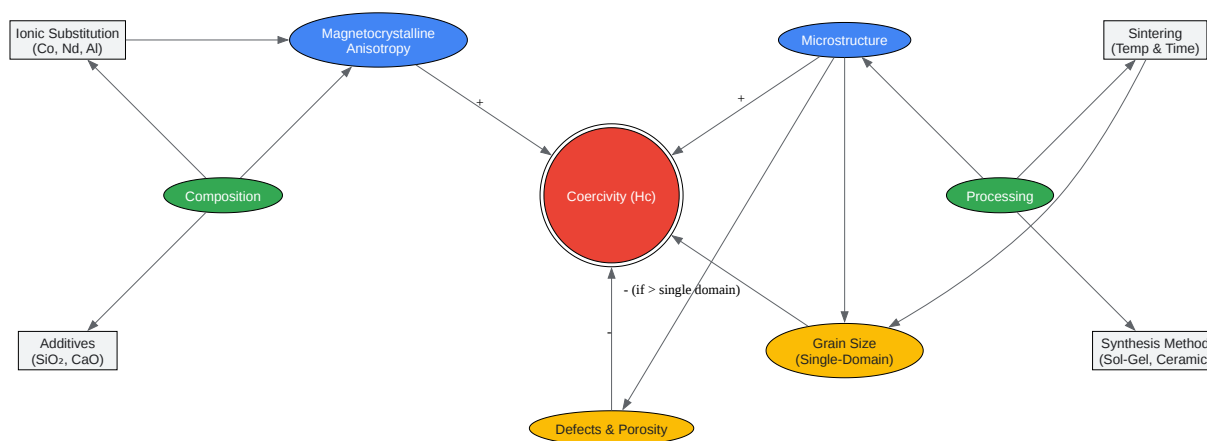 Ionic Substitution
(Co, Nd, Al)
Magnetocrystalline
Anisotropy
Microstructure
Sintering
(Temp & Time)
+
+
Composition
Coercivity (Hc)
Processing
- (if > single domain)
-
Additives
(SiO₂, CaO)
Grain Size
(Single-Domain)
Synthesis Method
(Sol-Gel, Ceramic
Defects & Porosity